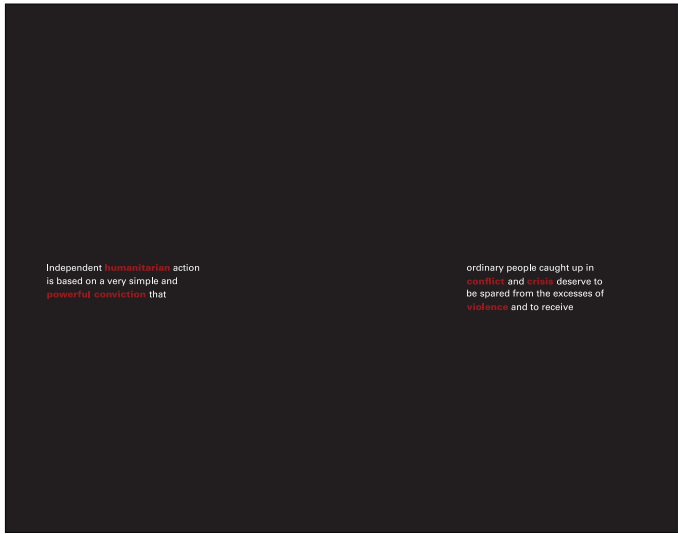 Independent humanitarian action
is based on a very simple and
powerful conviction that
ordinary people caught up in
conflict and crisis deserve to
be spared from the excesses of
violence and to receive